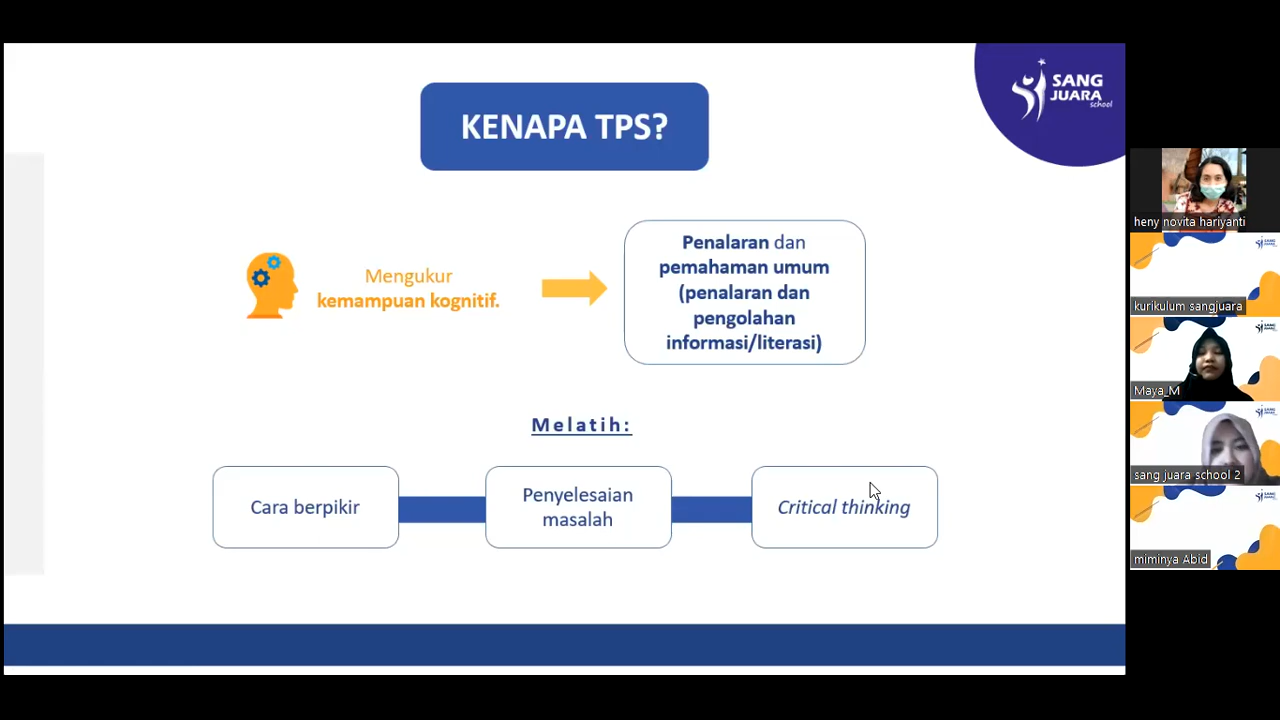 KENAPA TPS?
SANG
JUARA
school
Mengukur
kemampuan kognitif.
Penalaran dan
pemahaman umum
(penalaran dan
pengolahan
informasi/literasi)
Melatih:
Cara berpikir
Penyelesaian
masalah
Critical thinking
heny novita hariyanti
kurikulum sangjuara
Maya_M
sang juara school 2
miminya Abid